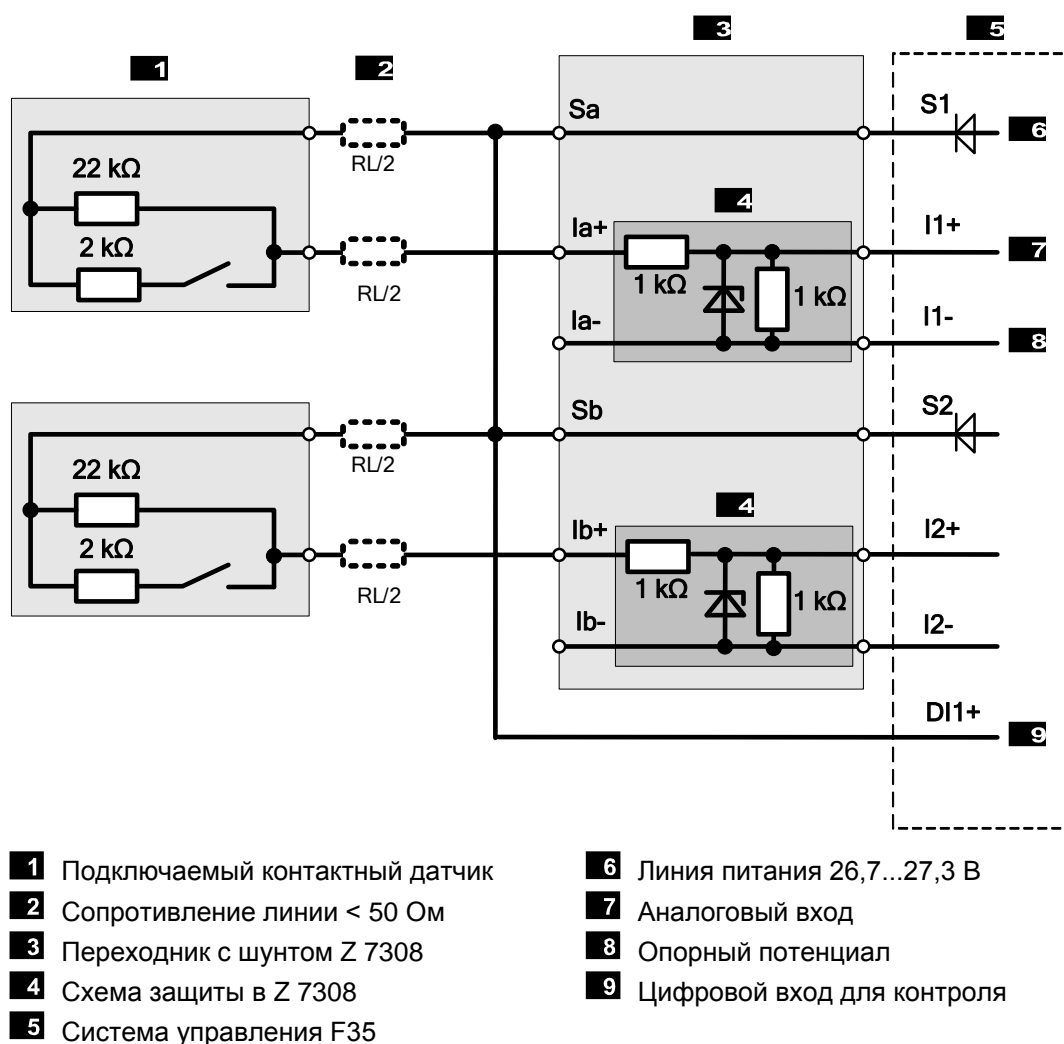 3
5
1
2
Sa
S1
6
22 kΩ
RL/2
4
2 kΩ
Ia+
I1+
7
1 kΩ
1 kΩ
RL/2
Ia-
I1-
8
Sb
S2
22 kΩ
RL/2
4
2 kΩ
Ib+
I2+
1 kΩ
1 kΩ
RL/2
Ib-
I2-
DI1+
9
1 Подключаемый контактный датчик
2 Сопротивление линии < 50 Ом
3 Переходник с шунтом Z 7308
4 Схема защиты в Z 7308
5 Система управления F35
6 Линия питания 26,7...27,3 В
7 Аналоговый вход
8 Опорный потенциал
9 Цифровой вход для контроля